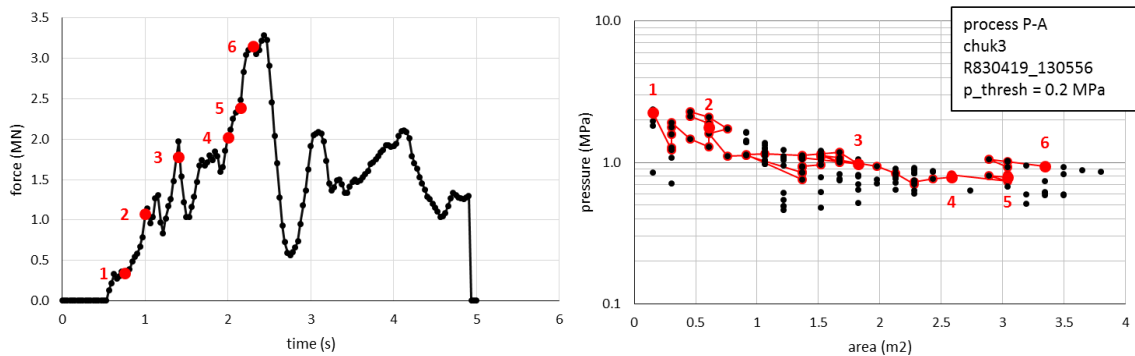 3.5
3.0
2.5
2.0
1.5
1.0
0.5
0.0
force (MN)
0 1 2 3 4 5 6
time (s)
1
2
3
4
5
6
10.0
1.0
0.1
pressure (MPa)
0 0.5 1 1.5 2 2.5 3 3.5 4
area (m2)
1
2
3
4
5
6
process P-A
chuk3
R830419_130556
p_thresh = 0.2 MPa